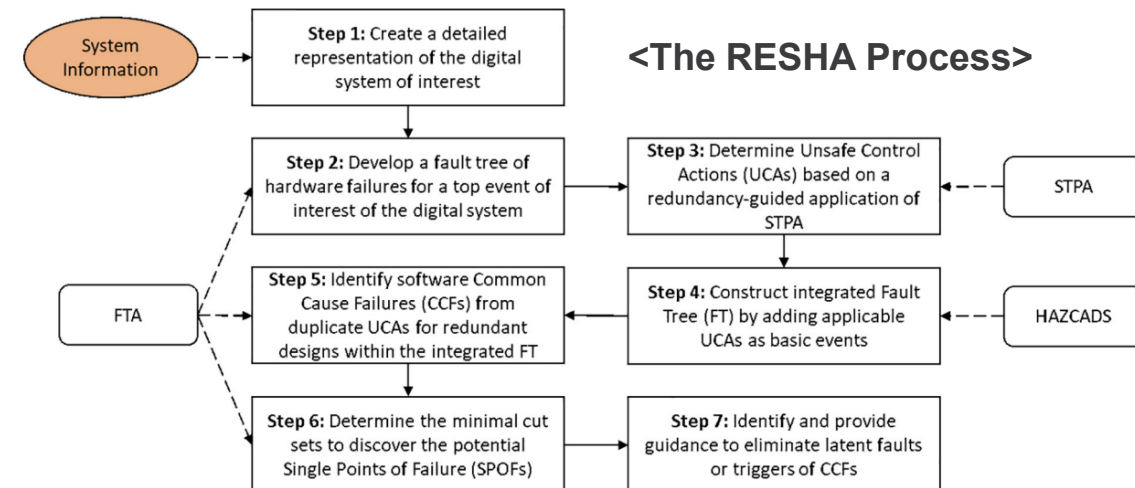 System
Information
Step 1: Create a detailed
representation of the digital
system of interest
<The RESHA Process>
Step 2: Develop a fault tree of
hardware failures for a top event of
interest of the digital system
Step 3: Determine Unsafe Control
Actions (UCAs) based on a
redundancy-guided application of
STPA
STPA
FTA
Step 5: Identify software Common
Cause Failures (CCFs) from
duplicate UCAs for redundant
designs within the integrated FT
Step 4: Construct integrated Fault
Tree (FT) by adding applicable
UCAs as basic events
HAZCADS
Step 6: Determine the minimal cut
sets to discover the potential
Single Points of Failure (SPOFs)
Step 7: Identify and provide
guidance to eliminate latent faults
or triggers of CCFs